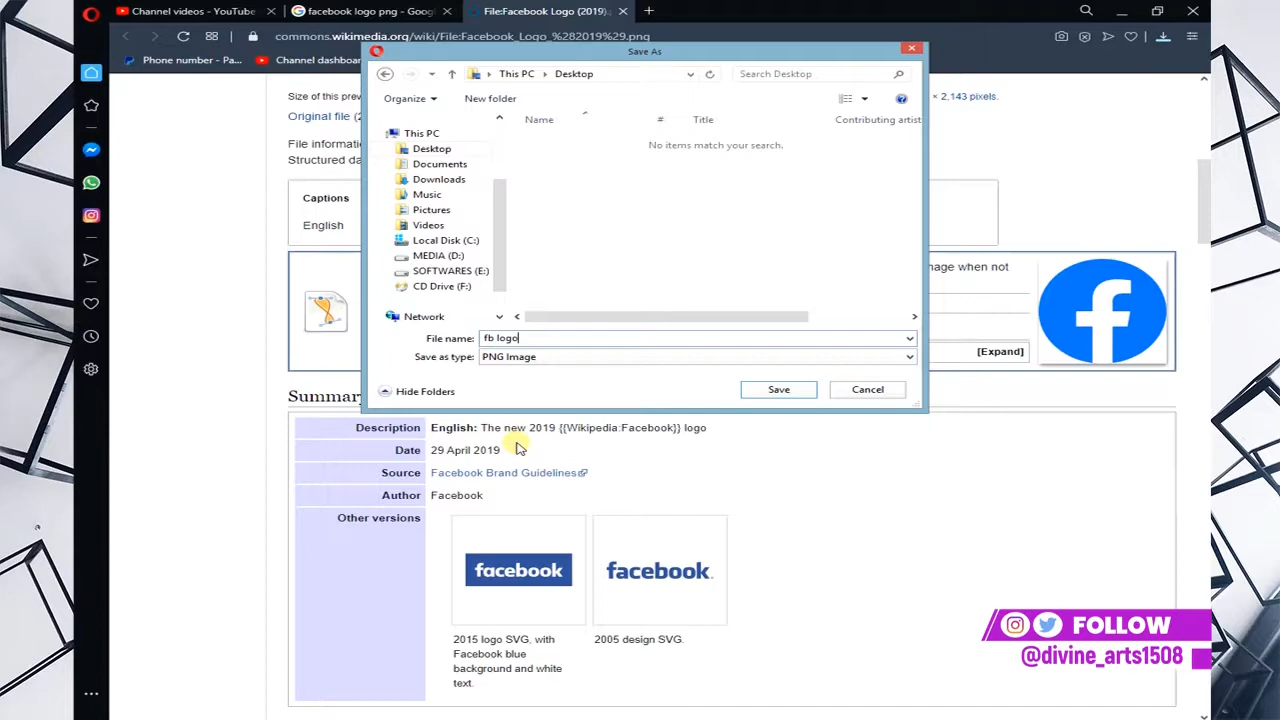 Channel videos - YouTube
facebook logo png - Goog
File:Facebook Logo (2019).
commons.wikimedia.org/wiki/File:Facebook_Logo_%282019%29.png
Phone number - Pa...
Channel dashboa
Save As
This PC
Desktop
Search Desktop
Organize
New folder
Name
#
Title
Contributing artist
No items match your search.
This PC
Desktop
Documents
Downloads
Music
Pictures
Videos
Local Disk (C:)
MEDIA (D:)
SOFTWARES (E:)
CD Drive (F:)
Network
File name: fb logo
Save as type: PNG Image
Hide Folders
Save
Cancel
Size of this prev
× 2,143 pixels.
Original file (2
File informati
Structured da
Captions
English
nage when not
[Expand]
Summar
Description English: The new 2019 {{Wikipedia:Facebook}} logo
Date 29 April 2019
Source Facebook Brand Guidelines
Author Facebook
Other versions
facebook
facebook.
2015 logo SVG, with
Facebook blue
background and white
text.
2005 design SVG.
FOLLOW
@divine_arts1508